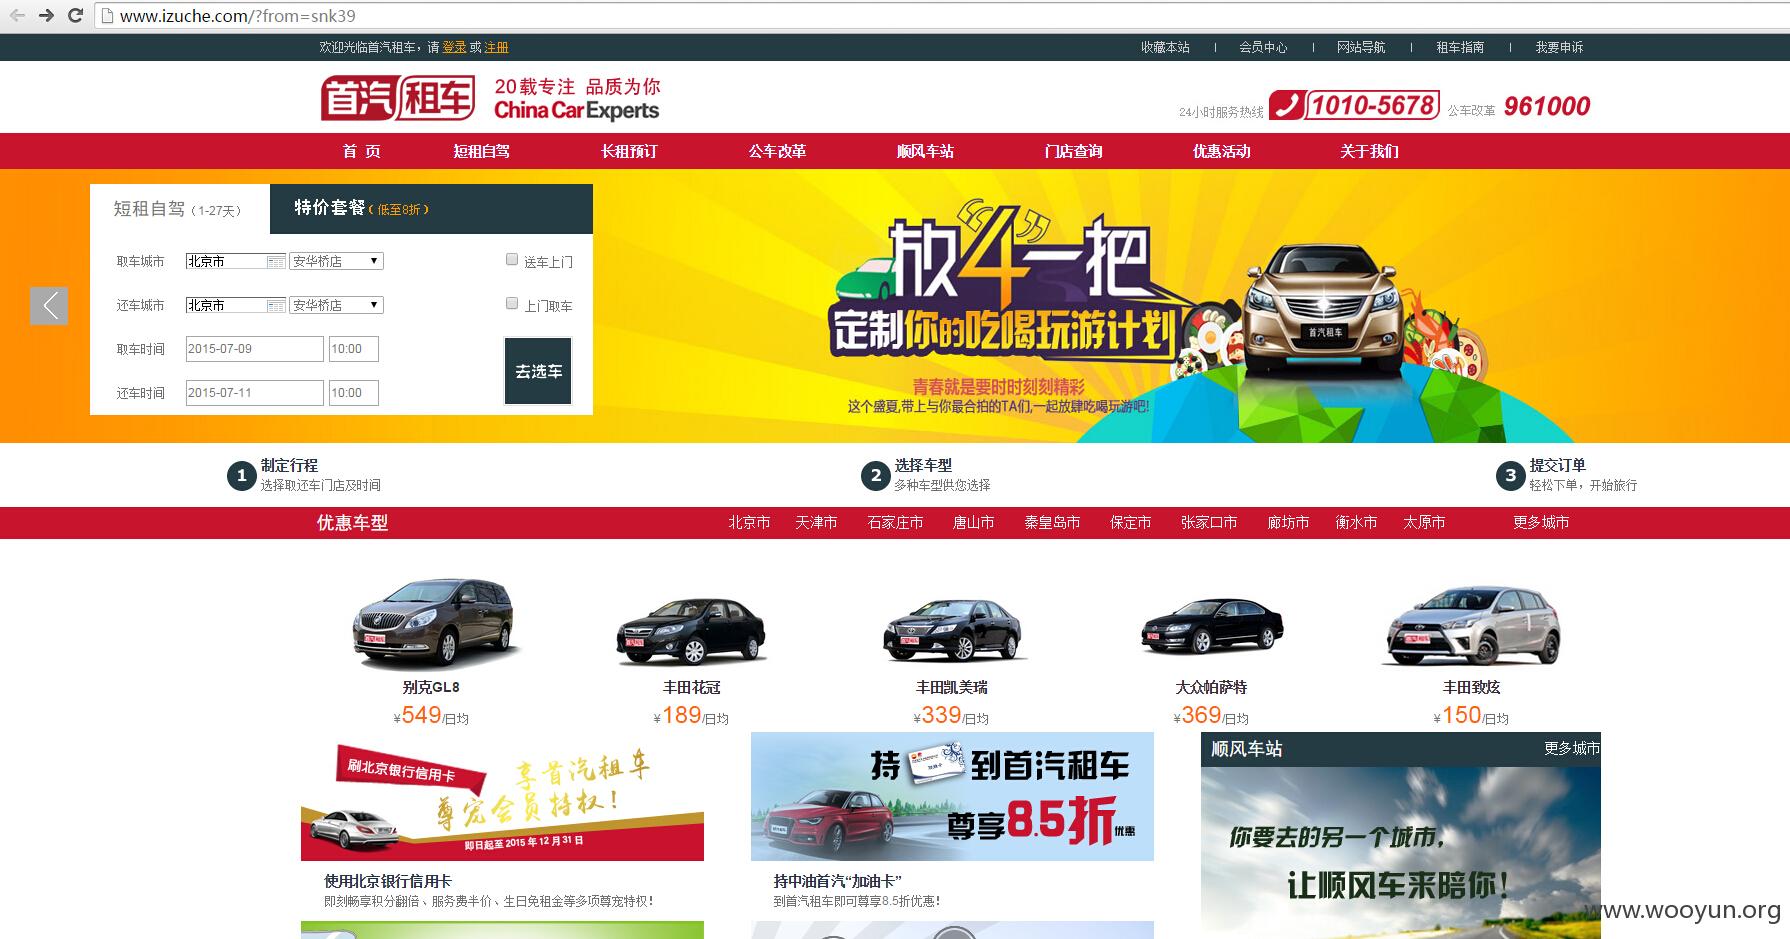 www.izuche.com/?from=snk39
欢迎光临首汽租车，请 登录 或 注册
收藏本站 | 会员中心 | 网站导航 | 租车指南 | 我要申诉
首汽租车
20载专注 品质为你
China Car Experts
24小时服务热线 1010-5678 公车改革 961000
首 页 短租自驾 长租预订 公车改革 顺风车站 门店查询 优惠活动 关于我们
短租自驾（1-27天） 特价套餐（低至8折）
取车城市 北京市 安华桥店 送车上门
还车城市 北京市 安华桥店 上门取车
取车时间 2015-07-09 10:00
还车时间 2015-07-11 10:00
去选车
放“4”一把
定制你的吃喝玩游计划
首汽租车
青春就是要时时刻刻精彩
这个盛夏,带上与你最合拍的TA们,一起放肆吃喝玩游吧!
1 制定行程
选择取还车门店及时间
2 选择车型
多种车型供您选择
3 提交订单
轻松下单，开始旅行
优惠车型 北京市 天津市 石家庄市 唐山市 秦皇岛市 保定市 张家口市 廊坊市 衡水市 太原市 更多城市
别克GL8 丰田花冠 丰田凯美瑞 大众帕萨特 丰田致炫
¥549/日均 ¥189/日均 ¥339/日均 ¥369/日均 ¥150/日均
刷北京银行信用卡
享首汽租车
尊宠会员特权！
即日起至 2015 年 12 月 31 日
使用北京银行信用卡
即刻畅享积分翻倍、服务费半价、生日免租金等多项尊宠特权！
持 到首汽租车
尊享8.5折优惠
持中油首汽“加油卡”
到首汽租车即可尊享8.5折优惠！
顺风车站 更多城市
你要去的另一个城市，
让顺风车来陪你！
www.wooyun.org